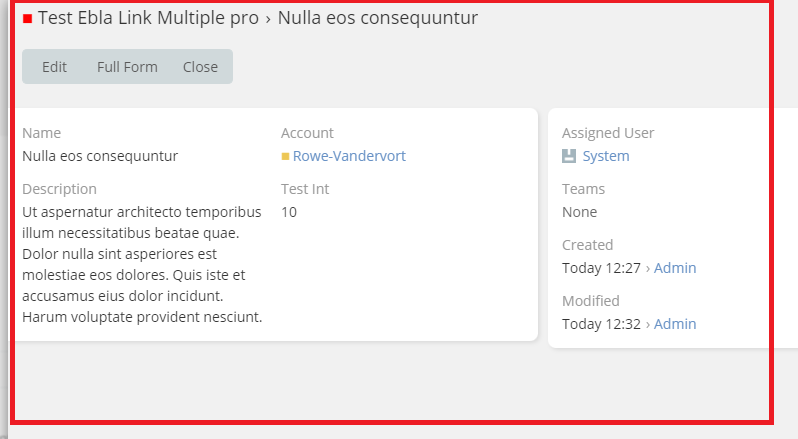 Test Ebla Link Multiple pro › Nulla eos consequuntur
Edit Full Form Close
Name
Nulla eos consequuntur
Account
Rowe-Vandervort
Description
Ut aspernatur architecto temporibus
illum necessitatibus beatae quae.
Dolor nulla sint asperiores est
molestiae eos dolores. Quis iste et
accusamus eius dolor incidunt.
Harum voluptate provident nesciunt.
Test Int
10
Assigned User
System
Teams
None
Created
Today 12:27 › Admin
Modified
Today 12:32 › Admin